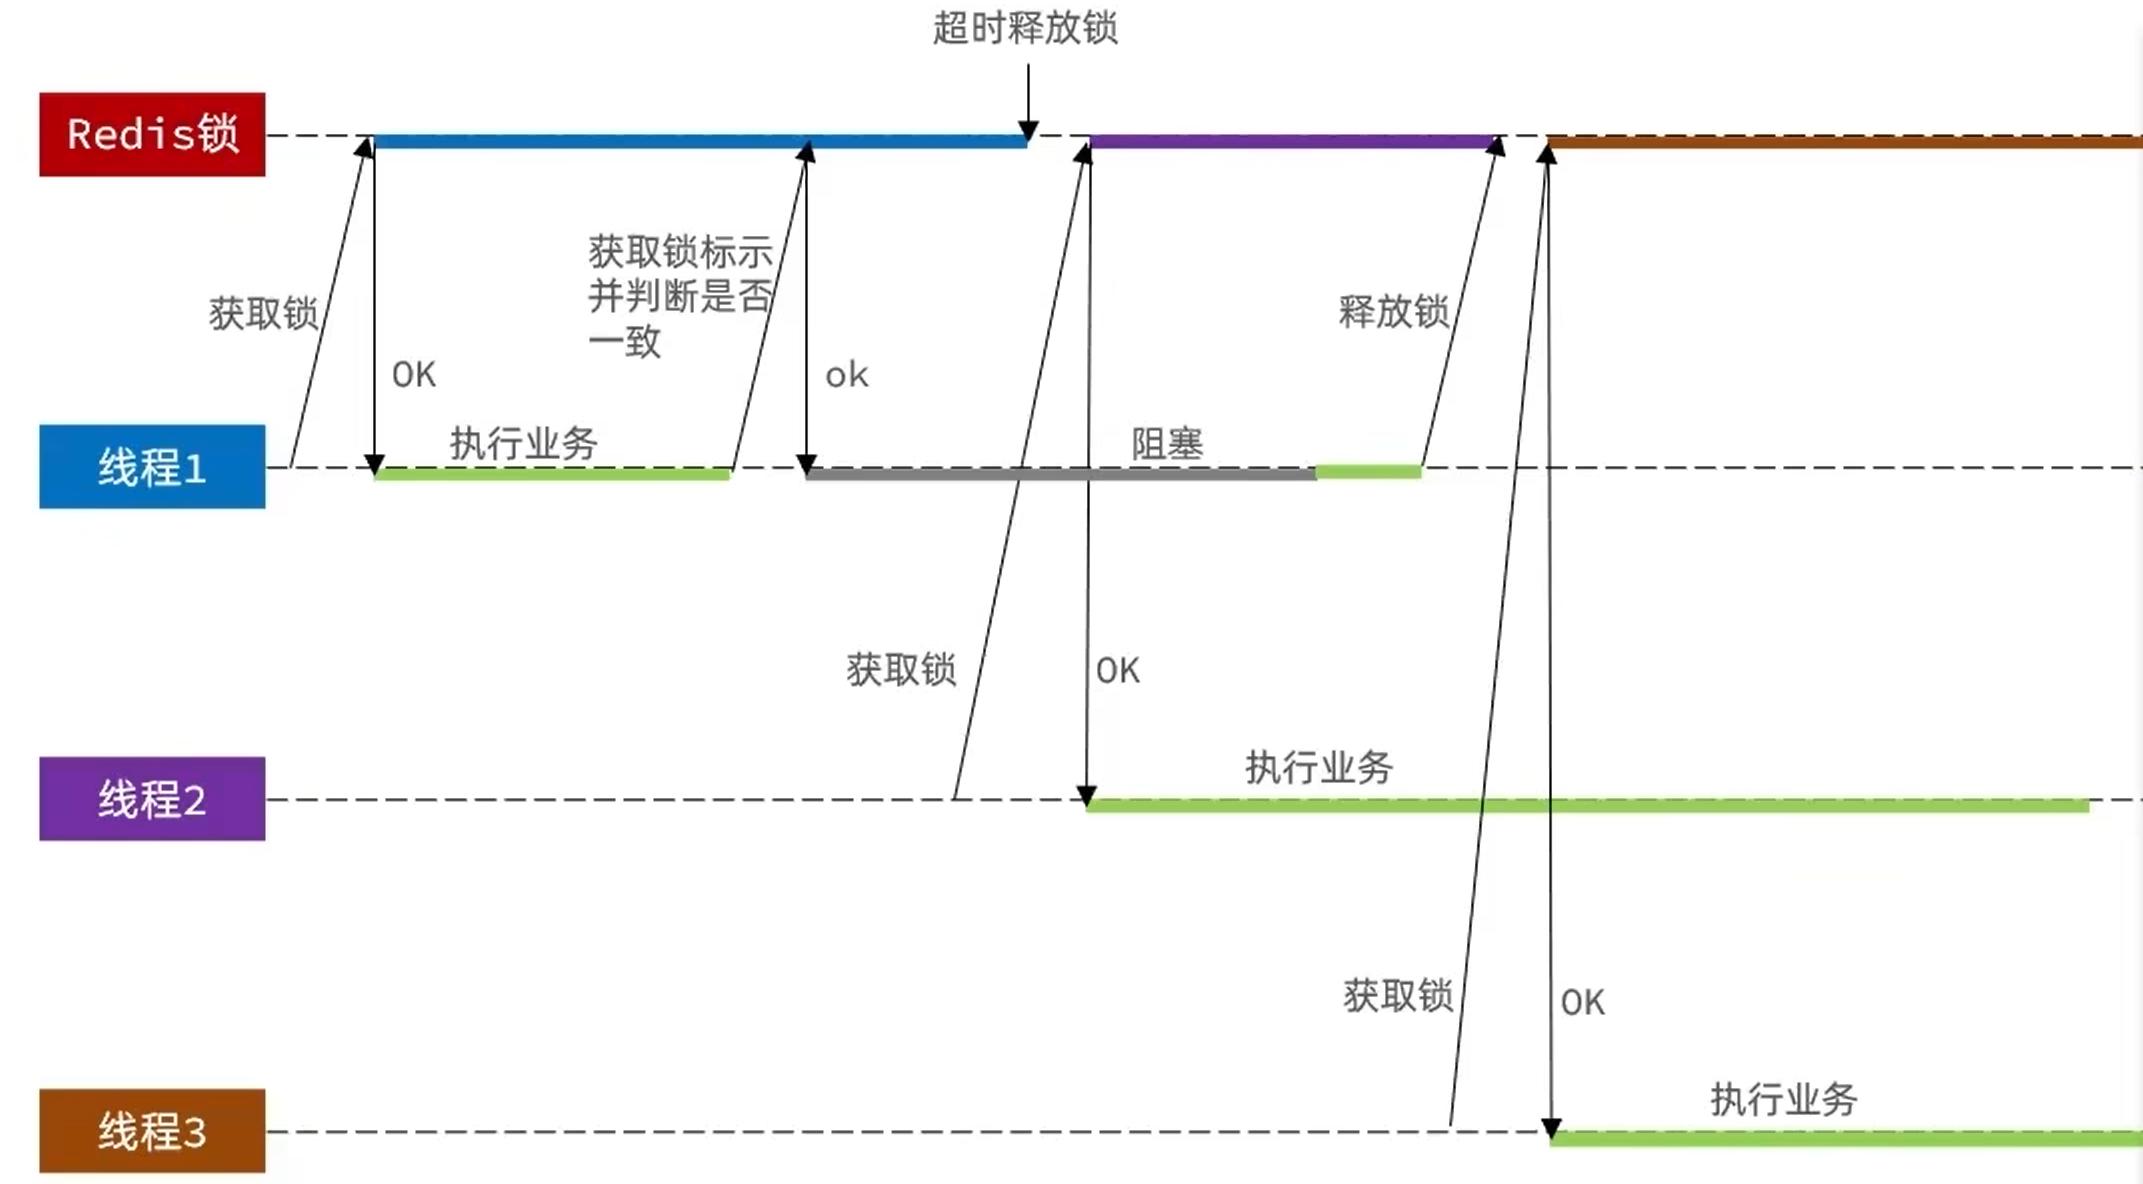 超时释放锁
Redis锁
获取锁
OK
获取锁标示
并判断是否
一致
ok
释放锁
线程1
执行业务
阻塞
获取锁
OK
线程2
执行业务
获取锁
OK
线程3
执行业务